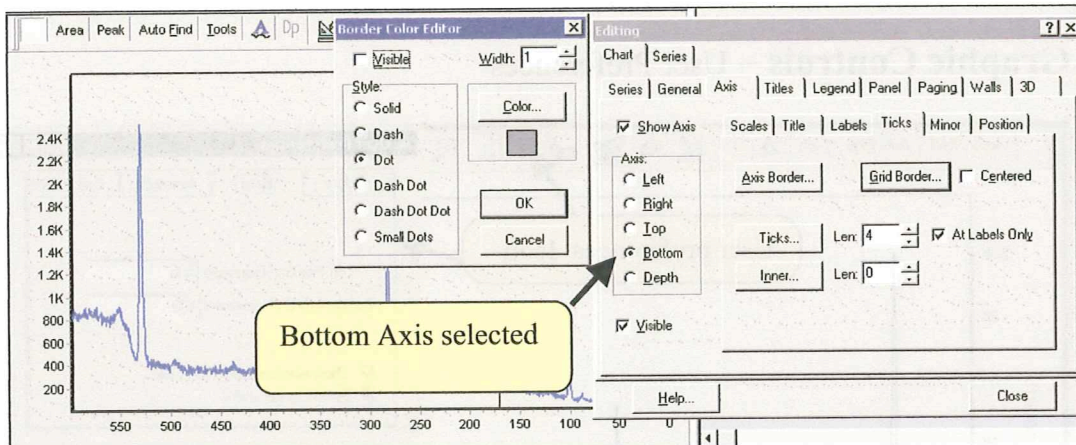 Area Peak Auto Find Tools A Dp
Border Color Editor
Visible
Width: 1
Style:
Solid
Dash
Dot
Dash Dot
Dash Dot Dot
Small Dots
Color...
OK
Cancel
Editing
Chart Series
Series General Axis Titles Legend Panel Paging Walls 3D
Show Axis
Scales Title Labels Ticks Minor Position
Axis:
Left
Right
Top
Bottom
Depth
Axis Border...
Grid Border...
Centered
Ticks...
Len: 4
At Labels Only
Inner...
Len: 0
Visible
Help...
Close
Bottom Axis selected
2.4K
2.2K
2K
1.8K
1.6K
1.4K
1.2K
1K
800
600
400
200
550 500 450 400 350 300 250 200 150 100 50 0